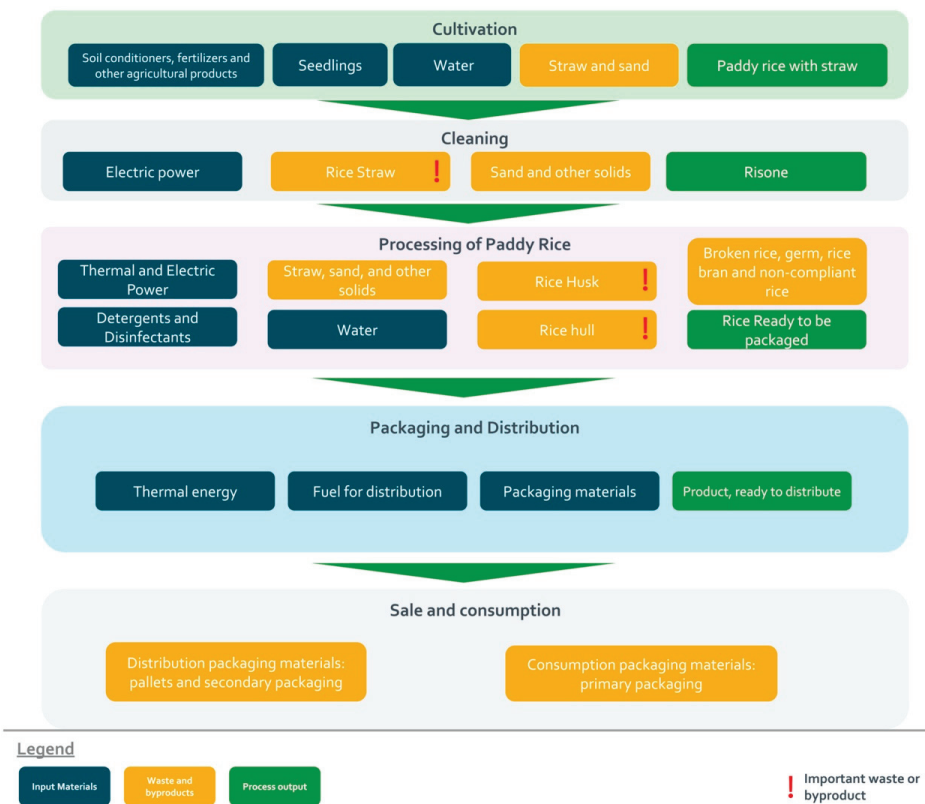 Cultivation
Soil conditioners, fertilizers and
other agricultural products
Seedlings
Water
Straw and sand
Paddy rice with straw
Cleaning
Electric power
Rice Straw
!
Sand and other solids
Risone
Processing of Paddy Rice
Thermal and Electric
Power
Straw, sand, and other
solids
Rice Husk
!
Broken rice, germ, rice
bran and non-compliant
rice
Detergents and
Disinfectants
Water
Rice hull
!
Rice Ready to be
packaged
Packaging and Distribution
Thermal energy
Fuel for distribution
Packaging materials
Product, ready to distribute
Sale and consumption
Distribution packaging materials:
pallets and secondary packaging
Consumption packaging materials:
primary packaging
Legend
Input Materials
Waste and
byproducts
Process output
! Important waste or
byproduct